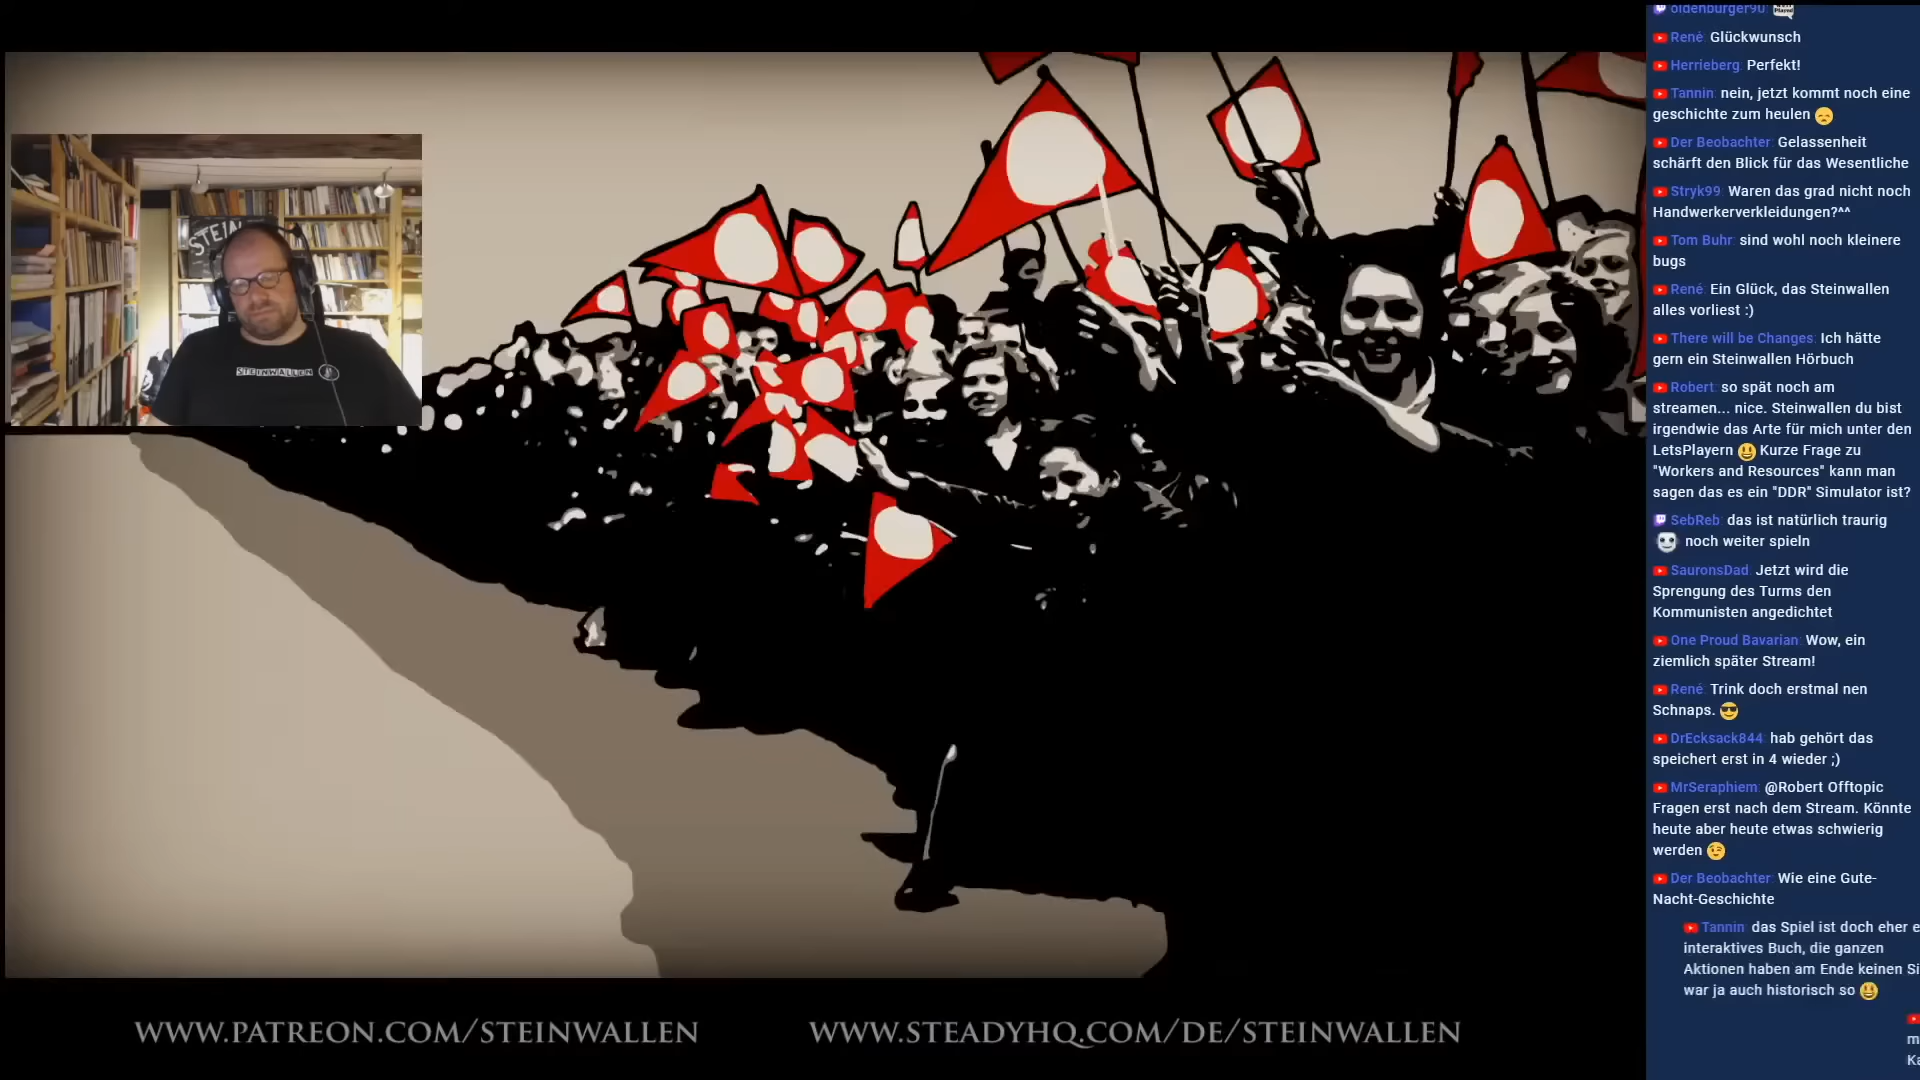 STEIN
STEINWALLEN
oldenburger90:
René: Glückwunsch
Herrieberg: Perfekt!
Tannin: nein, jetzt kommt noch eine
geschichte zum heulen
Der Beobachter: Gelassenheit
schärft den Blick für das Wesentliche
Stryk99: Waren das grad nicht noch
Handwerkerverkleidungen?^^
Tom Buhr: sind wohl noch kleinere
bugs
René: Ein Glück, das Steinwallen
alles vorliest :)
There will be Changes: Ich hätte
gern ein Steinwallen Hörbuch
Robert: so spät noch am
streamen... nice. Steinwallen du bist
irgendwie das Arte für mich unter den
LetsPlayern 😃 Kurze Frage zu
"Workers and Resources" kann man
sagen das es ein "DDR" Simulator ist?
SebReb: das ist natürlich traurig
noch weiter spieln
SauronsDad: Jetzt wird die
Sprengung des Turms den
Kommunisten angedichtet
One Proud Bavarian: Wow, ein
ziemlich später Stream!
René: Trink doch erstmal nen
Schnaps. 😎
DrEcksack844: hab gehört das
speichert erst in 4 wieder ;)
MrSeraphiem: @Robert Offtopic
Fragen erst nach dem Stream. Könnte
heute aber heute etwas schwierig
werden 😉
Der Beobachter: Wie eine Gute-
Nacht-Geschichte
Tannin: das Spiel ist doch eher e
interaktives Buch, die ganzen
Aktionen haben am Ende keinen Si
war ja auch historisch so 😃
m
Ka
WWW.PATREON.COM/STEINWALLEN
WWW.STEADYHQ.COM/DE/STEINWALLEN